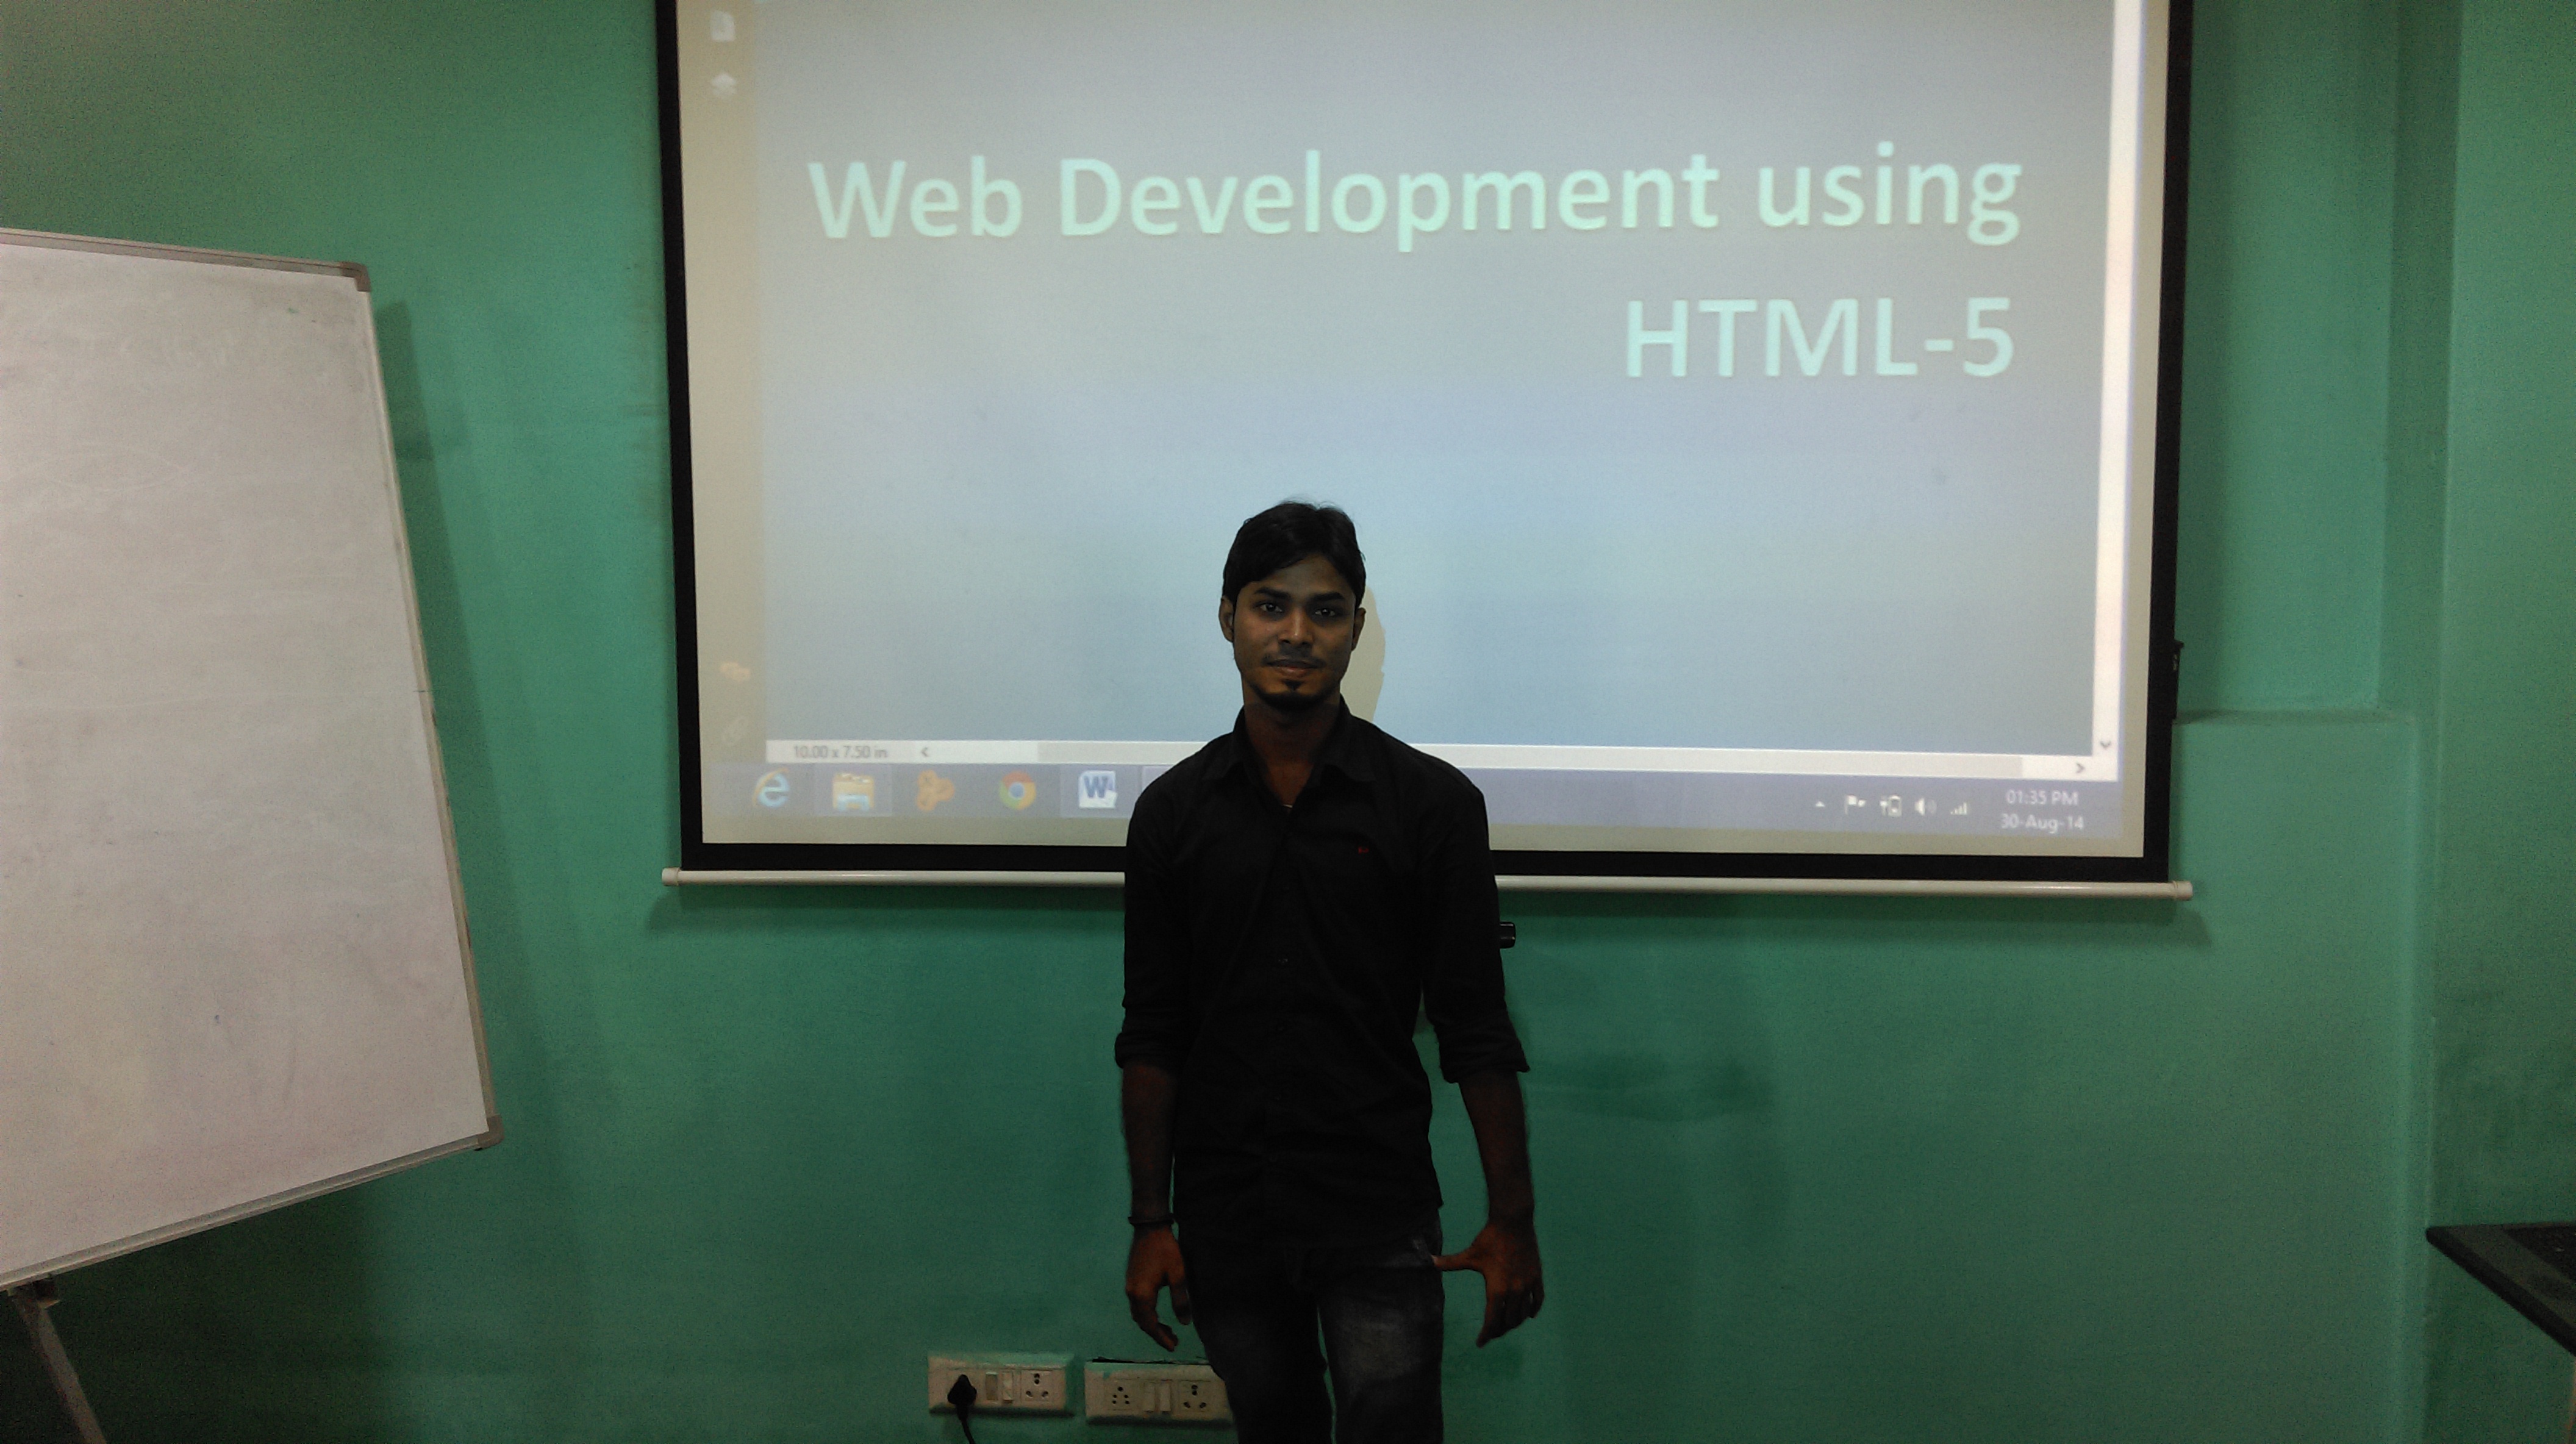 Web Development using
HTML-5
10.00 x 7.50 in
W
01:35 PM
30-Aug-14